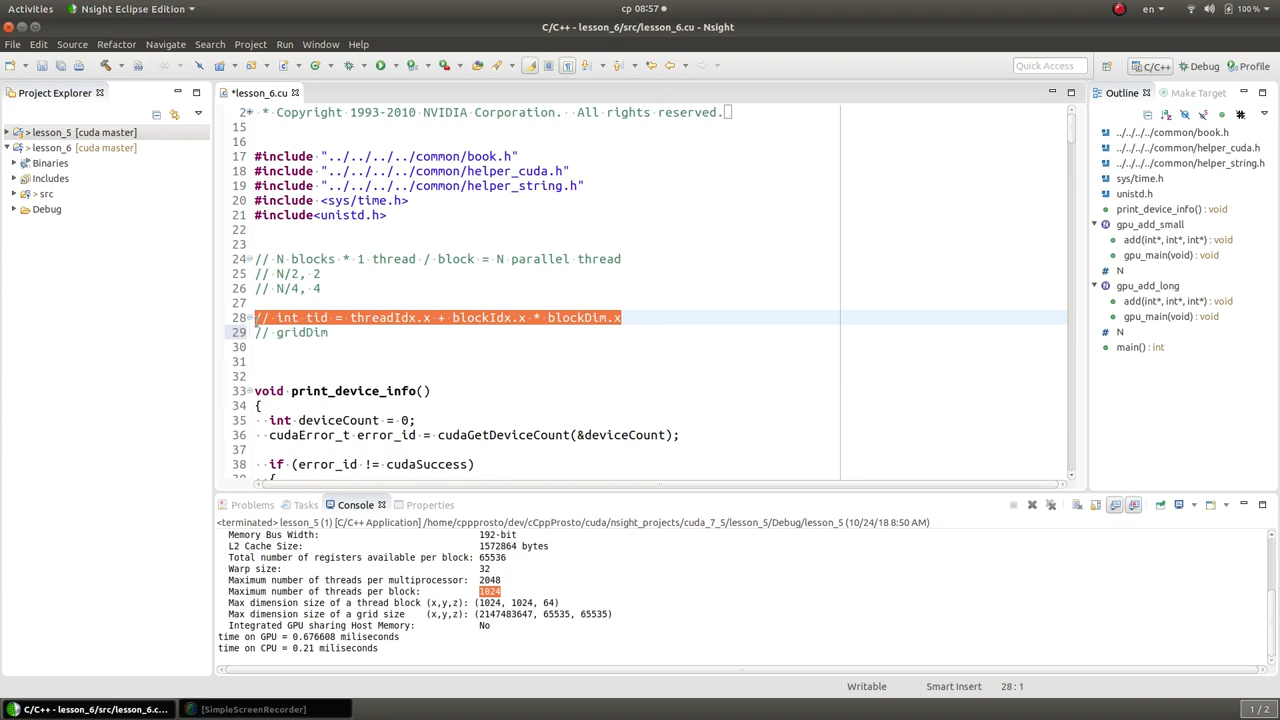 Activities Nsight Eclipse Edition ср 08:57 en 100 %
C/C++ - lesson_6/src/lesson_6.cu - Nsight
File Edit Source Refactor Navigate Search Project Run Window Help
Quick Access C/C++ Debug Profile
Project Explorer *lesson_6.cu Outline Make Target
> lesson_5 [cuda master]
> lesson_6 [cuda master]
Binaries
Includes
> src
Debug
2 * Copyright 1993-2010 NVIDIA Corporation. All rights reserved.
15
16
17 #include "../../../../common/book.h"
18 #include "../../../../common/helper_cuda.h"
19 #include "../../../../common/helper_string.h"
20 #include <sys/time.h>
21 #include<unistd.h>
22
23
24 // N blocks * 1 thread / block = N parallel thread
25 // N/2, 2
26 // N/4, 4
27
28 // int tid = threadIdx.x + blockIdx.x * blockDim.x
29 // gridDim
30
31
32
33 void print_device_info()
34 {
35 int deviceCount = 0;
36 cudaError_t error_id = cudaGetDeviceCount(&deviceCount);
37
38 if (error_id != cudaSuccess)
../../../../common/book.h
../../../../common/helper_cuda.h
../../../../common/helper_string.h
sys/time.h
unistd.h
print_device_info() : void
gpu_add_small
add(int*, int*, int*) : void
gpu_main(void) : void
N
gpu_add_long
add(int*, int*, int*) : void
gpu_main(void) : void
N
main() : int
Problems Tasks Console Properties
<terminated> lesson_5 (1) [C/C++ Application] /home/cppprosto/dev/cCppProsto/cuda/nsight_projects/cuda_7_5/lesson_5/Debug/lesson_5 (10/24/18 8:50 AM)
Memory Bus Width: 192-bit
L2 Cache Size: 1572864 bytes
Total number of registers available per block: 65536
Warp size: 32
Maximum number of threads per multiprocessor: 2048
Maximum number of threads per block: 1024
Max dimension size of a thread block (x,y,z): (1024, 1024, 64)
Max dimension size of a grid size (x,y,z): (2147483647, 65535, 65535)
Integrated GPU sharing Host Memory: No
time on GPU = 0.676608 miliseconds
time on CPU = 0.21 miliseconds
Writable Smart Insert 28 : 1
C/C++ - lesson_6/src/lesson_6.c... [SimpleScreenRecorder] 1 / 2